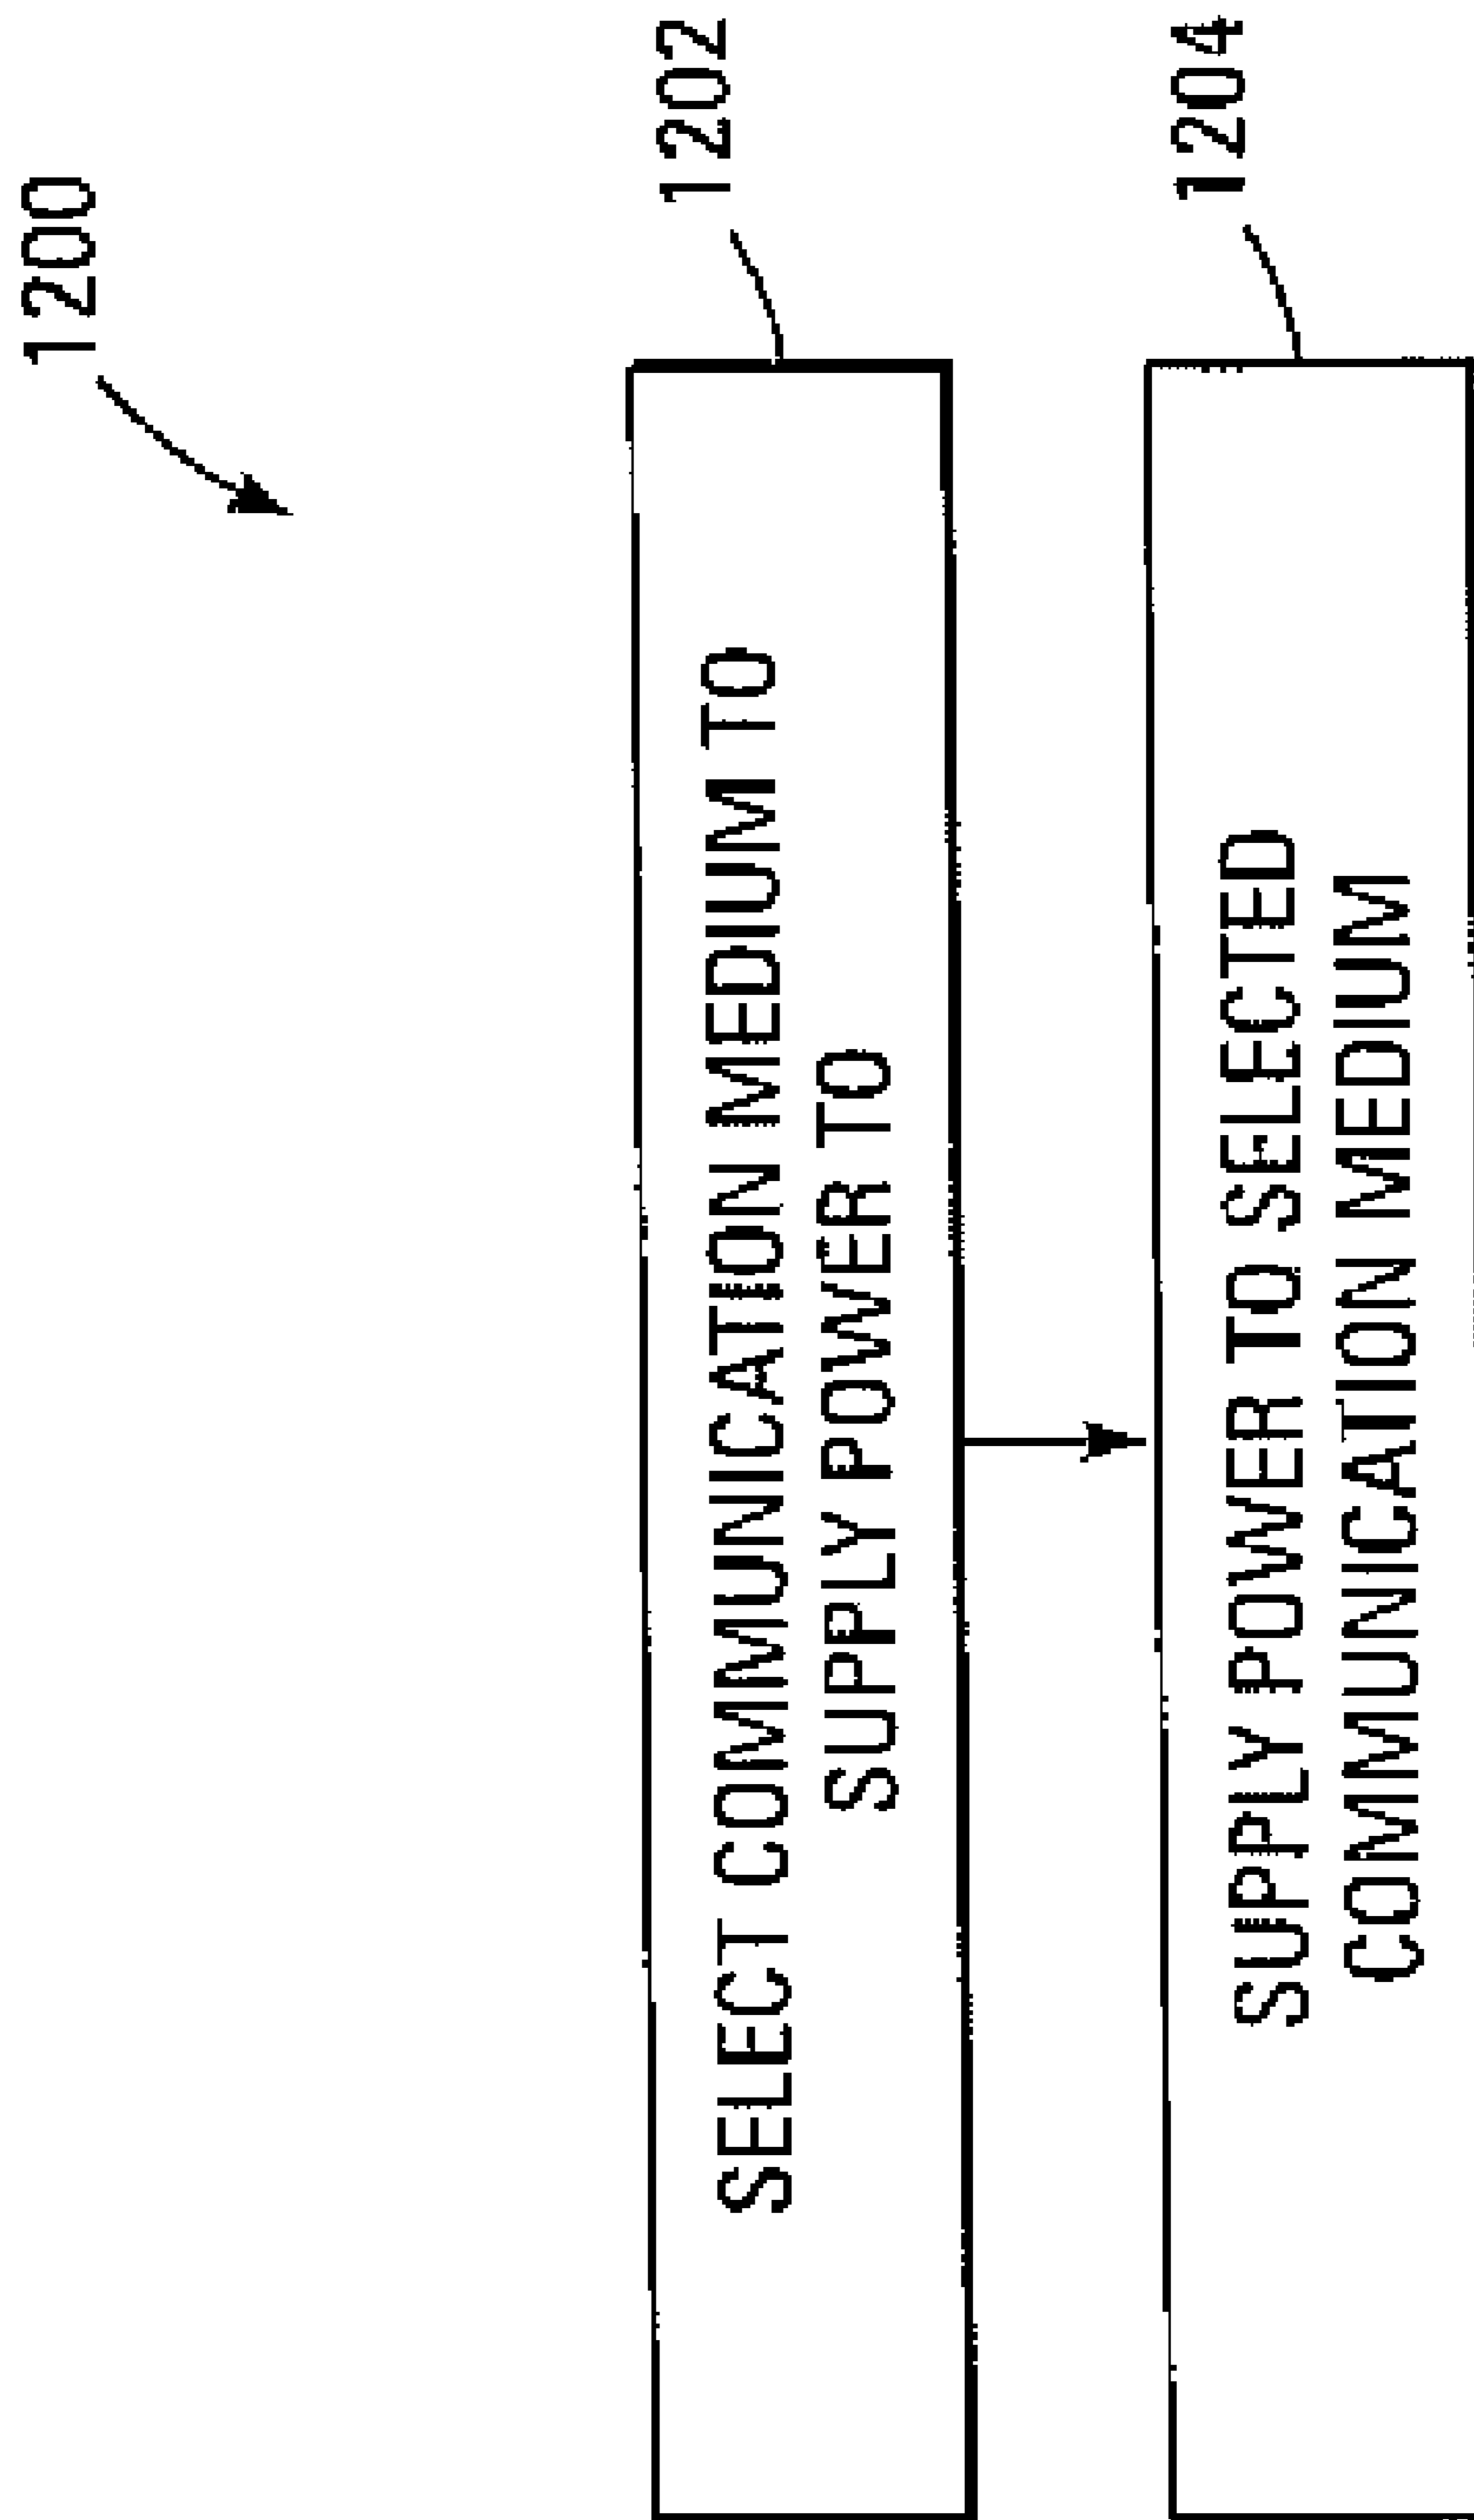 1200
1202
SELECT COMMUNICATION MEDIUM TO
SUPPLY POWER TO
1204
SUPPLY POWER TO SELECTED
COMMUNICATION MEDIUM